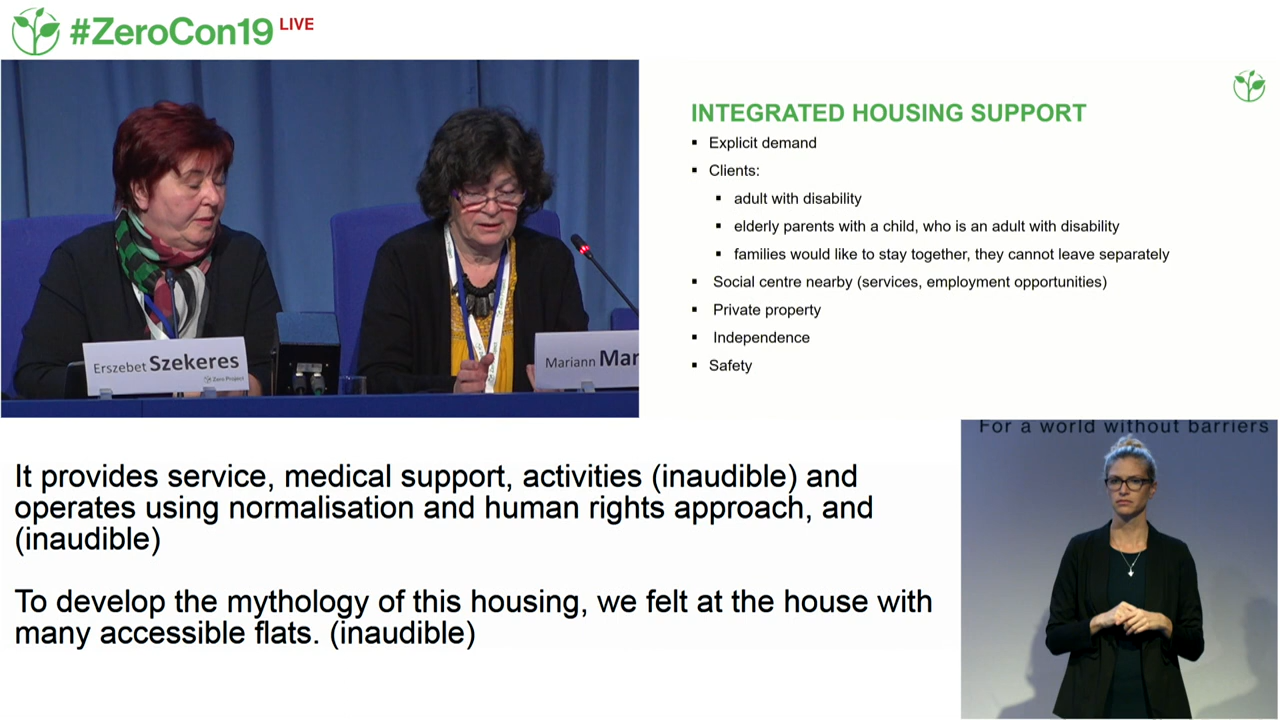 #ZeroCon19 LIVE
Erszebet Szekeres
Zero Project
Mariann Mar
INTEGRATED HOUSING SUPPORT
▪ Explicit demand
▪ Clients:
▪ adult with disability
▪ elderly parents with a child, who is an adult with disability
▪ families would like to stay together, they cannot leave separately
▪ Social centre nearby (services, employment opportunities)
▪ Private property
▪ Independence
▪ Safety
It provides service, medical support, activities (inaudible) and
operates using normalisation and human rights approach, and
(inaudible)
To develop the mythology of this housing, we felt at the house with
many accessible flats. (inaudible)
For a world without barriers